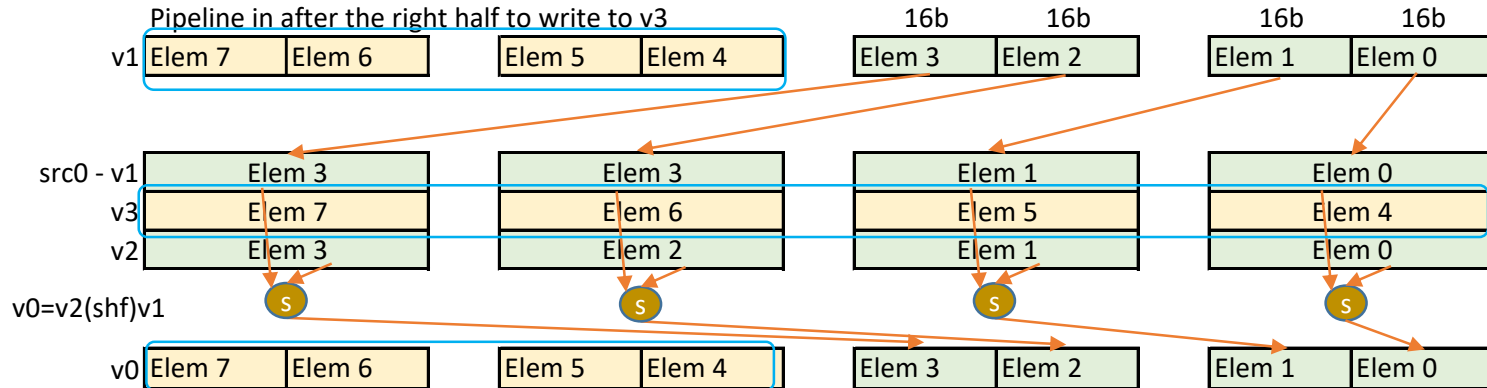 Pipeline in after the right half to write to v3 16b 16b 16b 16b
v1 Elem 7 Elem 6 Elem 5 Elem 4 Elem 3 Elem 2 Elem 1 Elem 0
src0 - v1 Elem 3 Elem 3 Elem 1 Elem 0
v3 Elem 7 Elem 6 Elem 5 Elem 4
v2 Elem 3 Elem 2 Elem 1 Elem 0
s s s s
v0=v2(shf)v1
v0 Elem 7 Elem 6 Elem 5 Elem 4 Elem 3 Elem 2 Elem 1 Elem 0